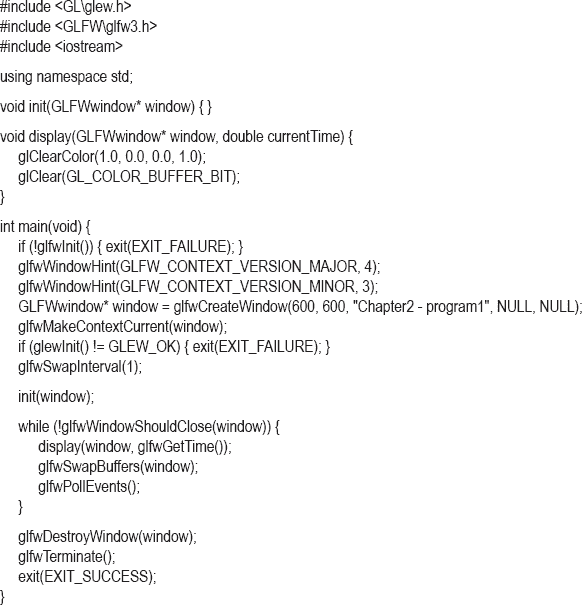 #include <GL\glew.h>
#include <GLFW\glfw3.h>
#include <iostream>
using namespace std;
void init(GLFWwindow* window) { }
void display(GLFWwindow* window, double currentTime) {
glClearColor(1.0, 0.0, 0.0, 1.0);
glClear(GL_COLOR_BUFFER_BIT);
}
int main(void) {
if (!glfwInit()) { exit(EXIT_FAILURE); }
glfwWindowHint(GLFW_CONTEXT_VERSION_MAJOR, 4);
glfwWindowHint(GLFW_CONTEXT_VERSION_MINOR, 3);
GLFWwindow* window = glfwCreateWindow(600, 600, "Chapter2 - program1", NULL, NULL);
glfwMakeContextCurrent(window);
if (glewInit() != GLEW_OK) { exit(EXIT_FAILURE); }
glfwSwapInterval(1);
init(window);
while (!glfwWindowShouldClose(window)) {
display(window, glfwGetTime());
glfwSwapBuffers(window);
glfwPollEvents();
}
glfwDestroyWindow(window);
glfwTerminate();
exit(EXIT_SUCCESS);
}